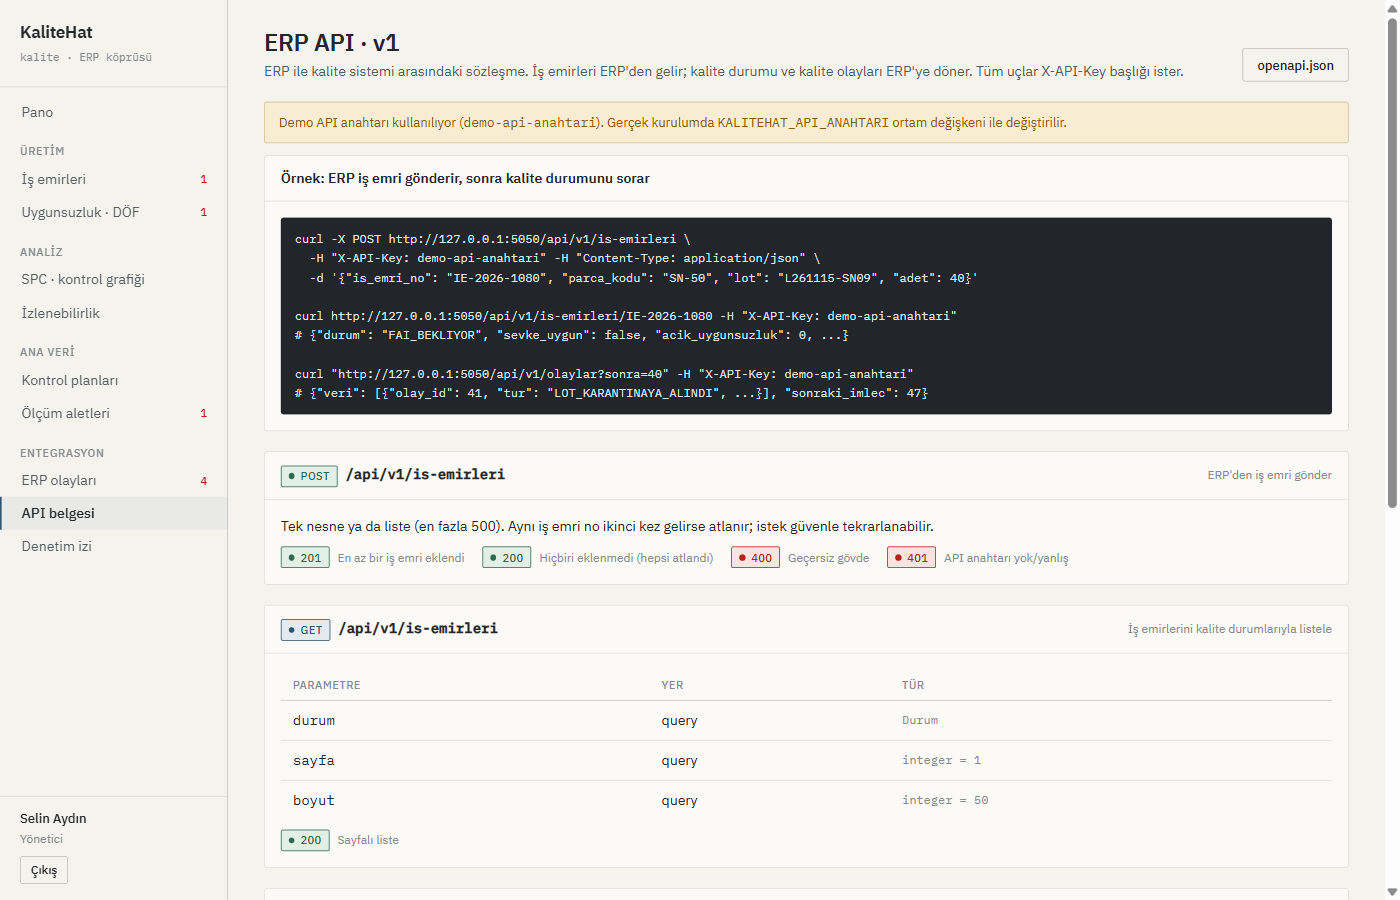 KaliteHat
kalite · ERP köprüsü
Pano
ÜRETİM
İş emirleri 1
Uygunsuzluk · DÖF 1
ANALİZ
SPC · kontrol grafiği
İzlenebilirlik
ANA VERİ
Kontrol planları
Ölçüm aletleri 1
ENTEGRASYON
ERP olayları 4
API belgesi
Denetim izi
Selin Aydın
Yönetici
Çıkış
ERP API · v1
ERP ile kalite sistemi arasındaki sözleşme. İş emirleri ERP'den gelir; kalite durumu ve kalite olayları ERP'ye döner. Tüm uçlar X-API-Key başlığı ister.
openapi.json
Demo API anahtarı kullanılıyor (demo-api-anahtari). Gerçek kurulumda KALITEHAT_API_ANAHTARI ortam değişkeni ile değiştirilir.
Örnek: ERP iş emri gönderir, sonra kalite durumunu sorar
curl -X POST http://127.0.0.1:5050/api/v1/is-emirleri \
-H "X-API-Key: demo-api-anahtari" -H "Content-Type: application/json" \
-d '{"is_emri_no": "IE-2026-1080", "parca_kodu": "SN-50", "lot": "L261115-SN09", "adet": 40}'
curl http://127.0.0.1:5050/api/v1/is-emirleri/IE-2026-1080 -H "X-API-Key: demo-api-anahtari"
# {"durum": "FAI_BEKLIYOR", "sevke_uygun": false, "acik_uygunsuzluk": 0, ...}
curl "http://127.0.0.1:5050/api/v1/olaylar?sonra=40" -H "X-API-Key: demo-api-anahtari"
# {"veri": [{"olay_id": 41, "tur": "LOT_KARANTINAYA_ALINDI", ...}], "sonraki_imlec": 47}
POST /api/v1/is-emirleri ERP'den iş emri gönder
Tek nesne ya da liste (en fazla 500). Aynı iş emri no ikinci kez gelirse atlanır; istek güvenle tekrarlanabilir.
201 En az bir iş emri eklendi 200 Hiçbiri eklenmedi (hepsi atlandı) 400 Geçersiz gövde 401 API anahtarı yok/yanlış
GET /api/v1/is-emirleri İş emirlerini kalite durumlarıyla listele
PARAMETRE YER TÜR
durum query Durum
sayfa query integer = 1
boyut query integer = 50
200 Sayfalı liste